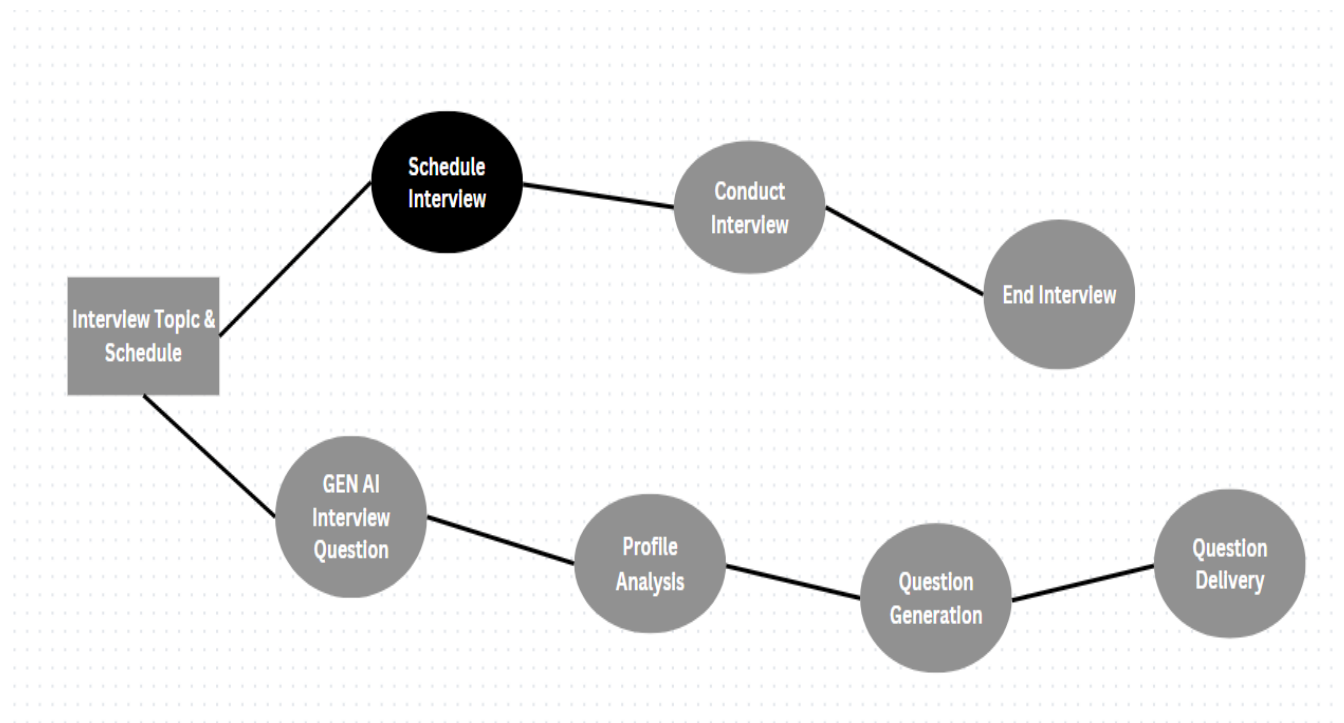 Schedule
Interview
Conduct
Interview
End Interview
Interview Topic &
Schedule
GEN AI
Interview
Question
Profile
Analysis
Question
Generation
Question
Delivery